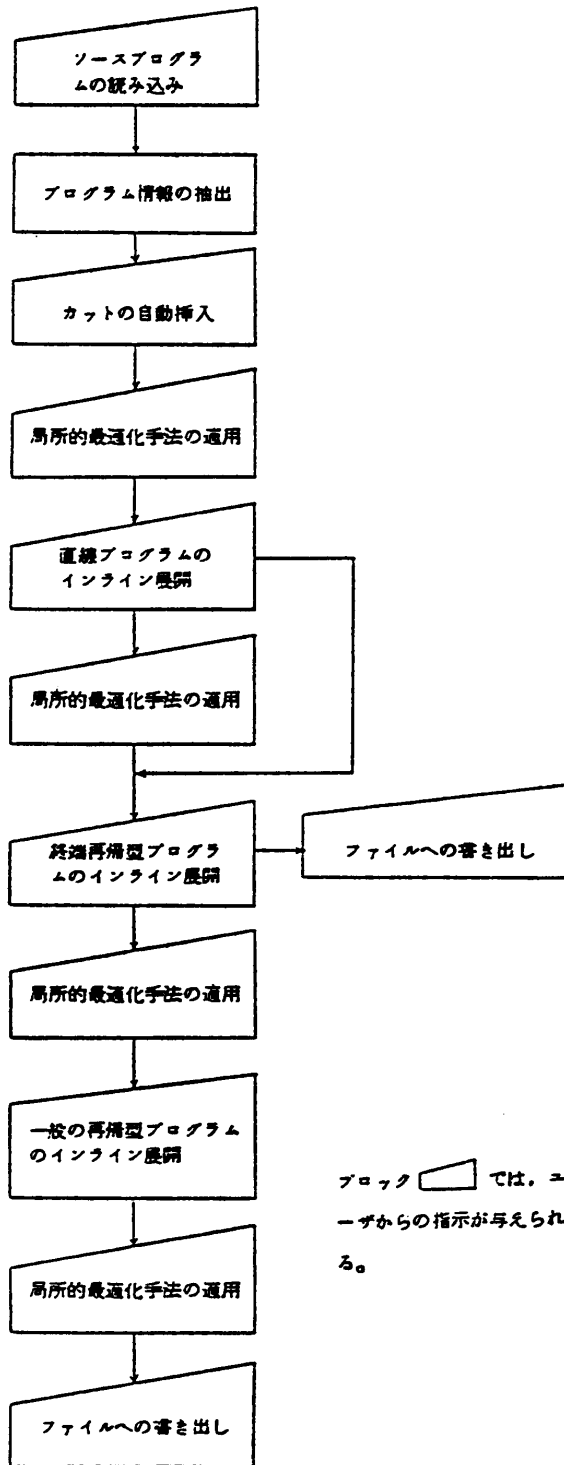 ソースプログラ
ムの読み込み
プログラム情報の抽出
カットの自動挿入
局所的最適化手法の適用
直線プログラムの
インライン展開
局所的最適化手法の適用
終端再帰型プログラ
ムのインライン展開
ファイルへの書き出し
局所的最適化手法の適用
一般の再帰型プログラム
のインライン展開
ブロック では，ユ
ーザからの指示が与えられ
る。
局所的最適化手法の適用
ファイルへの書き出し